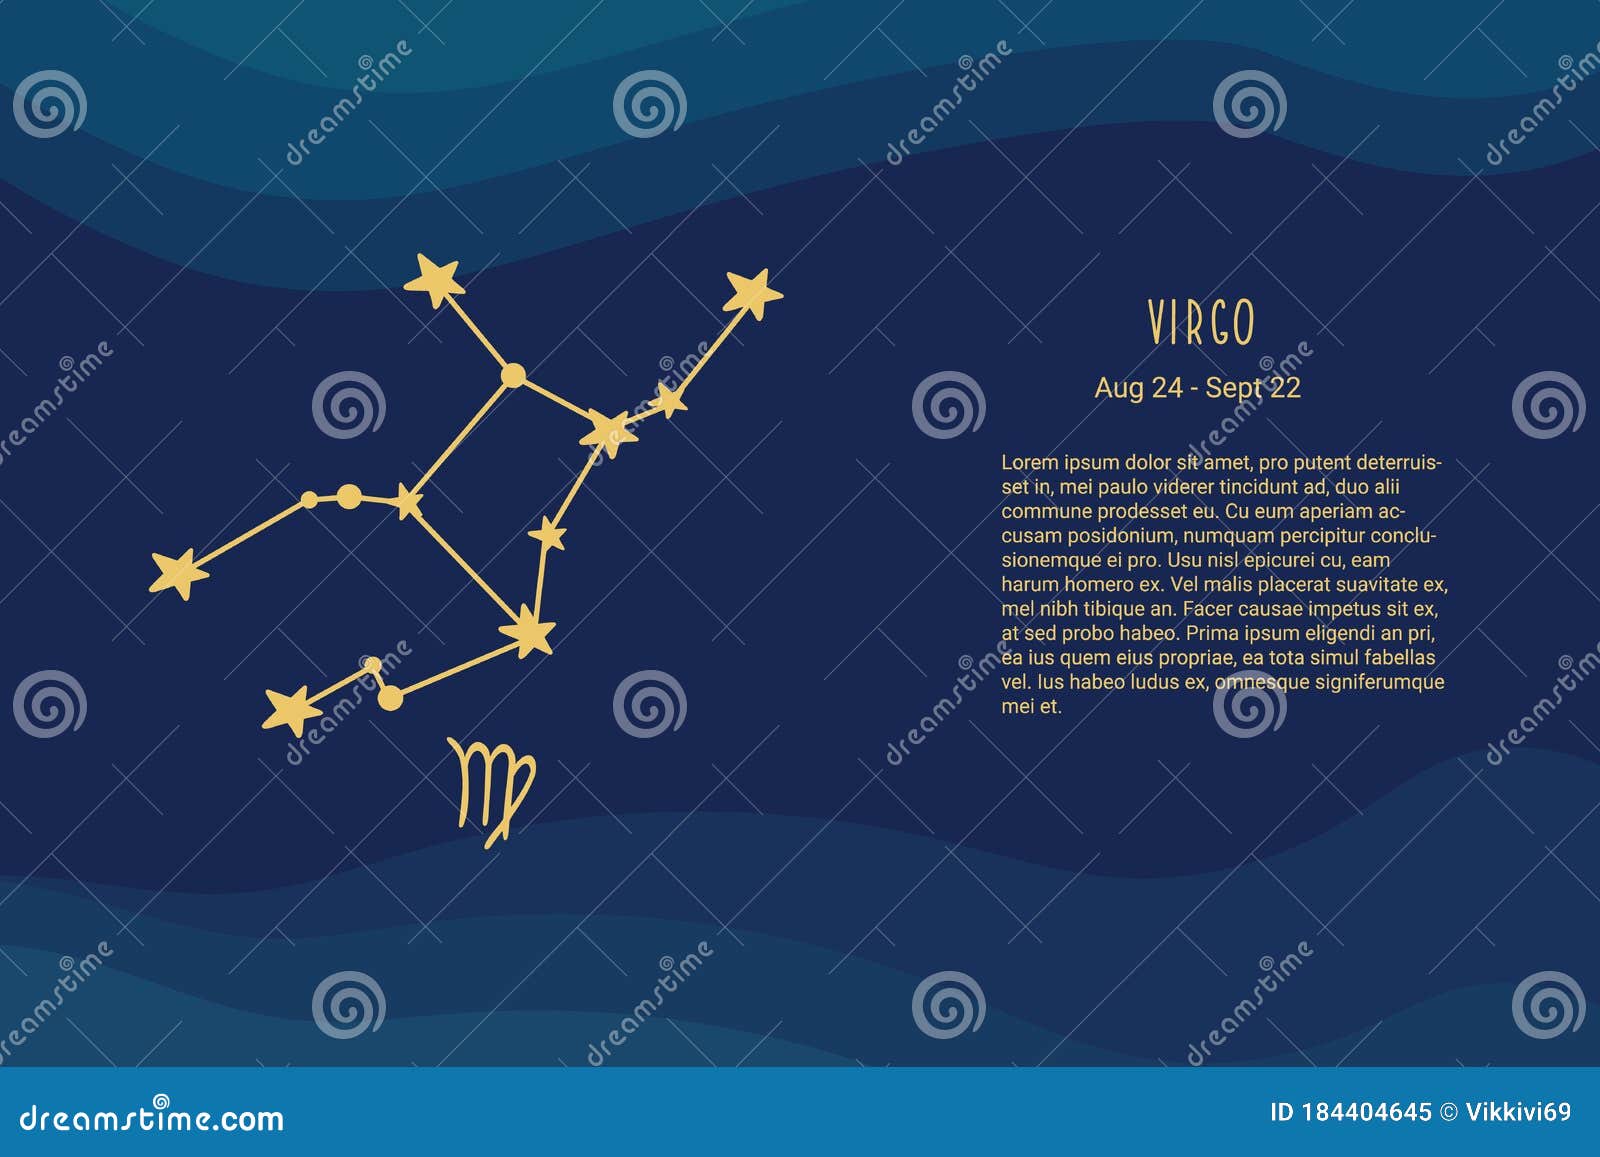 VIRGO
Aug 24 - Sept 22
Lorem ipsum dolor sit amet, pro putent deterruis-
set in, mei paulo viderer tincidunt ad, duo alii
commune prodesset eu. Cu eum aperiam ac-
cusam posidonium, numquam percipitur conclu-
sionemque ei pro. Usu nisl epicurei cu, eam
harum homero ex. Vel malis placerat suavitate ex,
mel nibh tibique an. Facer causae impetus sit ex,
at sed probo habeo. Prima ipsum eligendi an pri,
ea ius quem eius propriae, ea tota simul fabellas
vel. Ius habeo ludus ex, omnesque signiferumque
mei et.
dreamstime.com
ID 184404645 © Vikkivi69